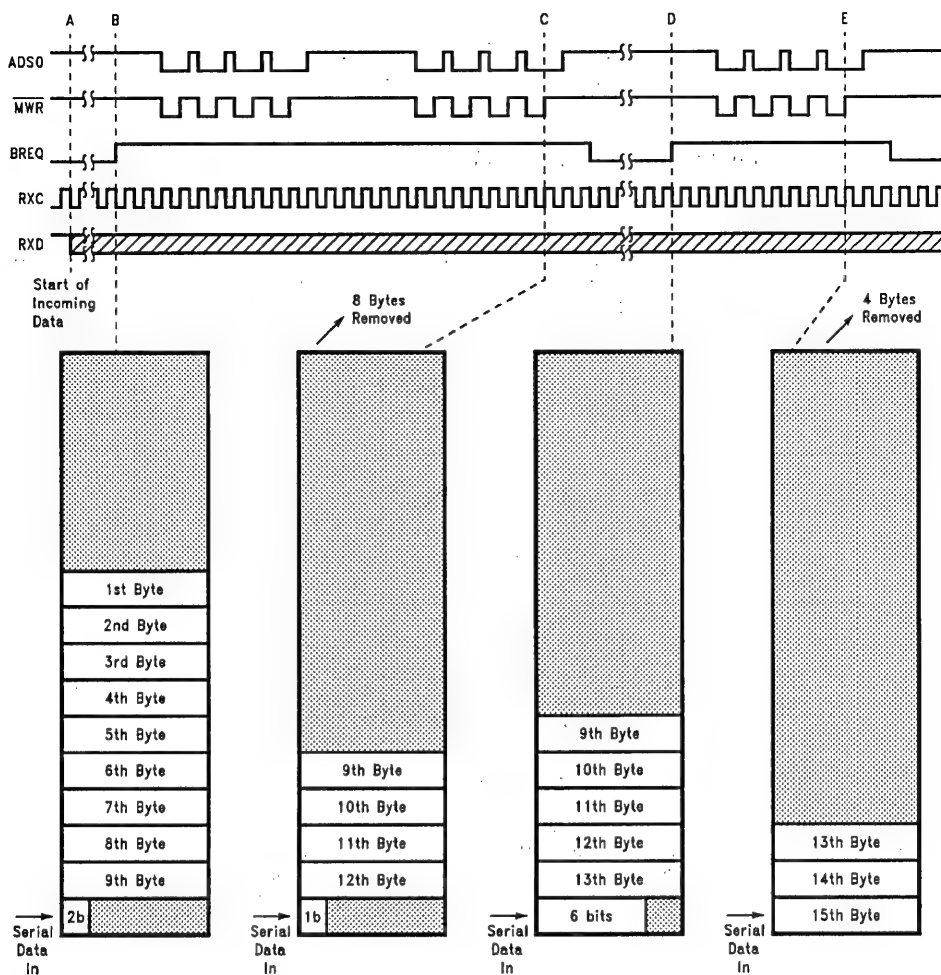 A B C D E
ADS0
MWR
BREQ
RXC
RXD
Start of
Incoming
Data
8 Bytes
Removed
4 Bytes
Removed
1st Byte
2nd Byte
3rd Byte
4th Byte
5th Byte
6th Byte
7th Byte
8th Byte
9th Byte
2b
Serial
Data
In
9th Byte
10th Byte
11th Byte
12th Byte
1b
Serial
Data
In
9th Byte
10th Byte
11th Byte
12th Byte
13th Byte
6 bits
Serial
Data
In
13th Byte
14th Byte
15th Byte
Serial
Data
In